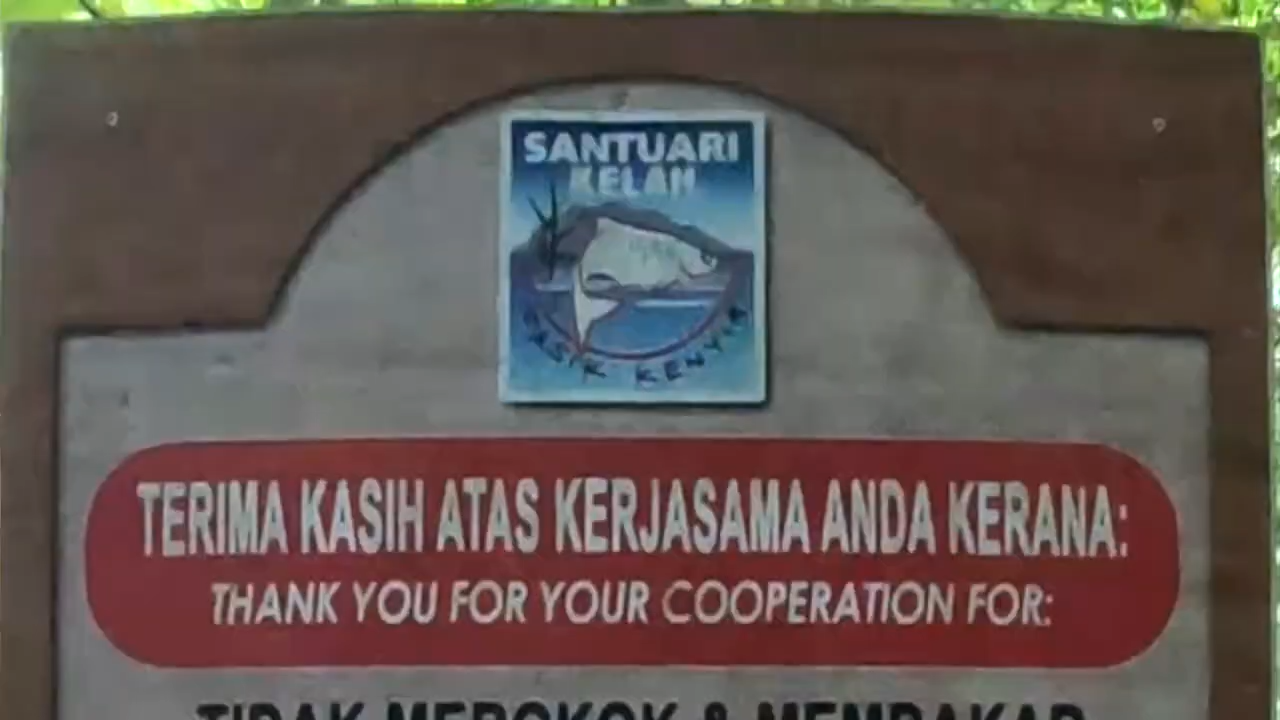 SANTUARI
KELAH
TASIK KENYIR
TERIMA KASIH ATAS KERJASAMA ANDA KERANA:
THANK YOU FOR YOUR COOPERATION FOR:
TIDAK MEROKOK & MEMBAKAR